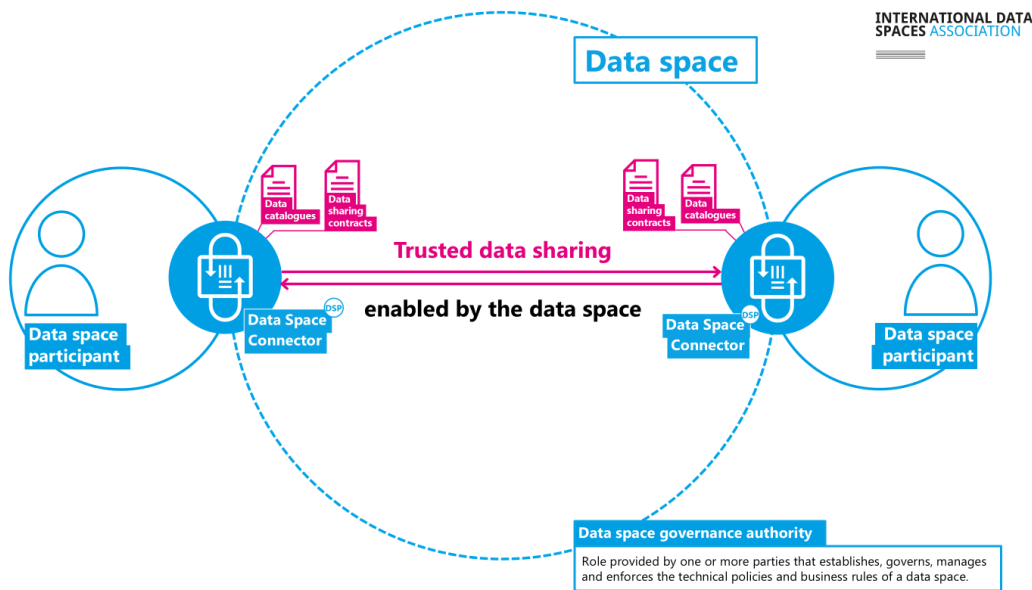 INTERNATIONAL DATA
SPACES ASSOCIATION
Data space
Data
catalogues
Data
sharing
contracts
Data
sharing
contracts
Data
catalogues
Trusted data sharing
enabled by the data space
DSP
Data Space
Connector
DSP
Data Space
Connector
Data space
participant
Data space
participant
Data space governance authority
Role provided by one or more parties that establishes, governs, manages
and enforces the technical policies and business rules of a data space.